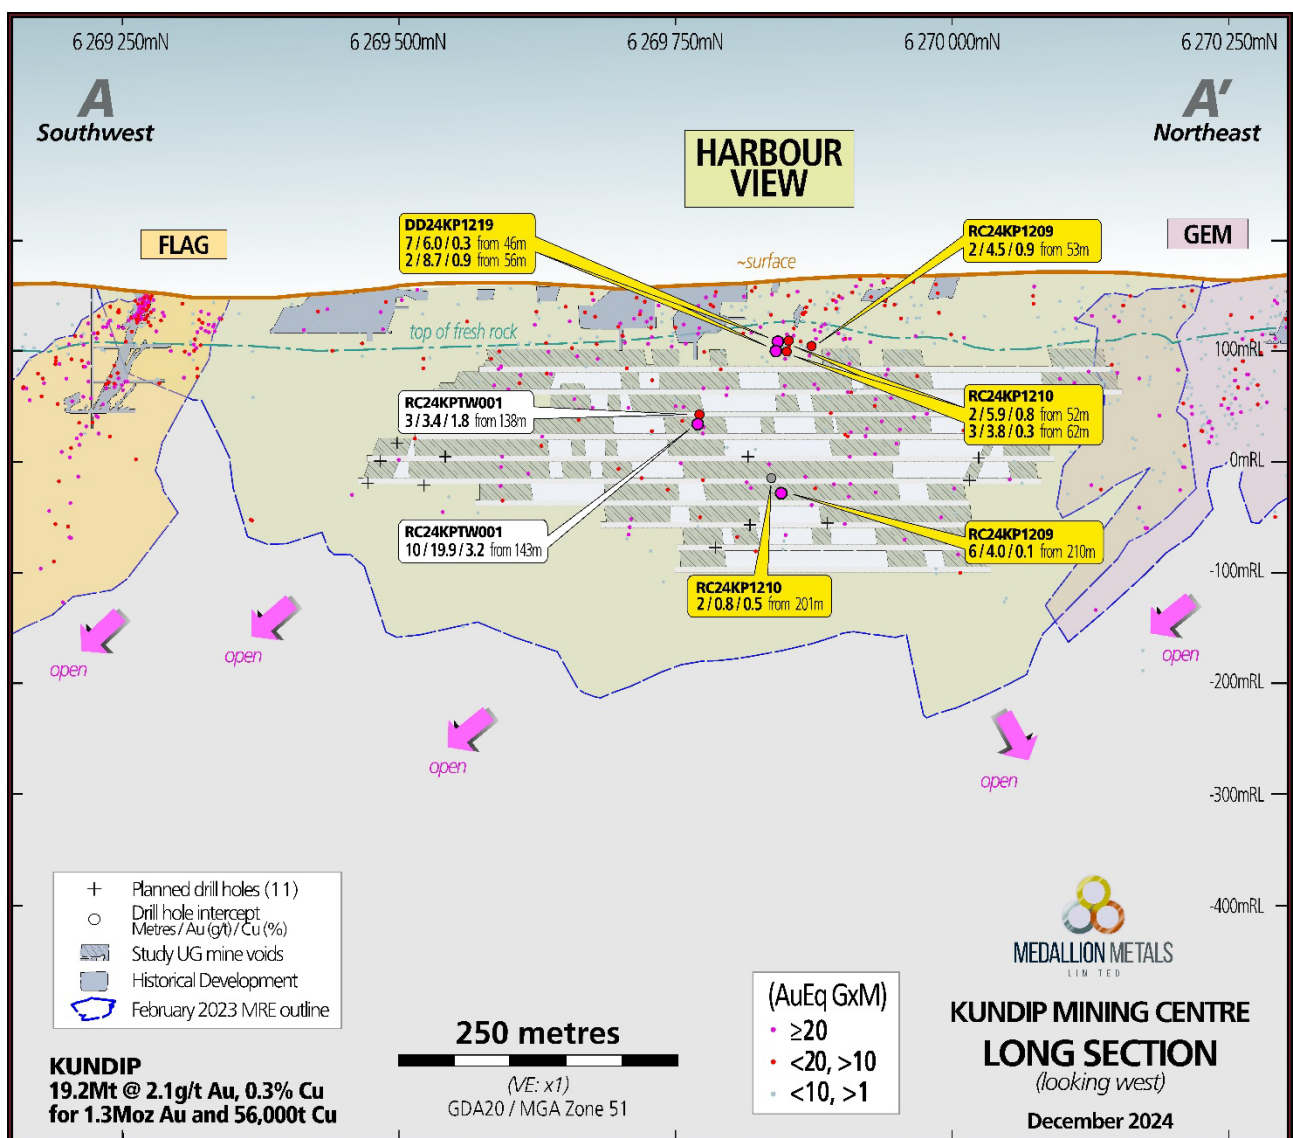 6 269 250mN
6 269 500mN
6 269 750mN
6 270 000mN
6 270 250mN
A
Southwest
A'
Northeast
HARBOUR
VIEW
FLAG
GEM
DD24KP1219
7 / 6.0 / 0.3 from 46m
2 / 8.7 / 0.9 from 56m
RC24KP1209
2 / 4.5 / 0.9 from 53m
~surface
top of fresh rock
100mRL
RC24KPTW001
3 / 3.4 / 1.8 from 138m
RC24KP1210
2 / 5.9 / 0.8 from 52m
3 / 3.8 / 0.3 from 62m
0mRL
RC24KPTW001
10 / 19.9 / 3.2 from 143m
RC24KP1209
6 / 4.0 / 0.1 from 210m
RC24KP1210
2 / 0.8 / 0.5 from 201m
-100mRL
open
open
open
-200mRL
open
open
-300mRL
-400mRL
Planned drill holes (11)
Drill hole intercept
Metres / Au (g/t) / Cu (%)
Study UG mine voids
Historical Development
February 2023 MRE outline
KUNDIP
19.2Mt @ 2.1g/t Au, 0.3% Cu
for 1.3Moz Au and 56,000t Cu
250 metres
(VE: x1)
GDA20 / MGA Zone 51
(AuEq GxM)
≥20
<20, >10
<10, >1
MEDALLION METALS
LIMITED
KUNDIP MINING CENTRE
LONG SECTION
(looking west)
December 2024